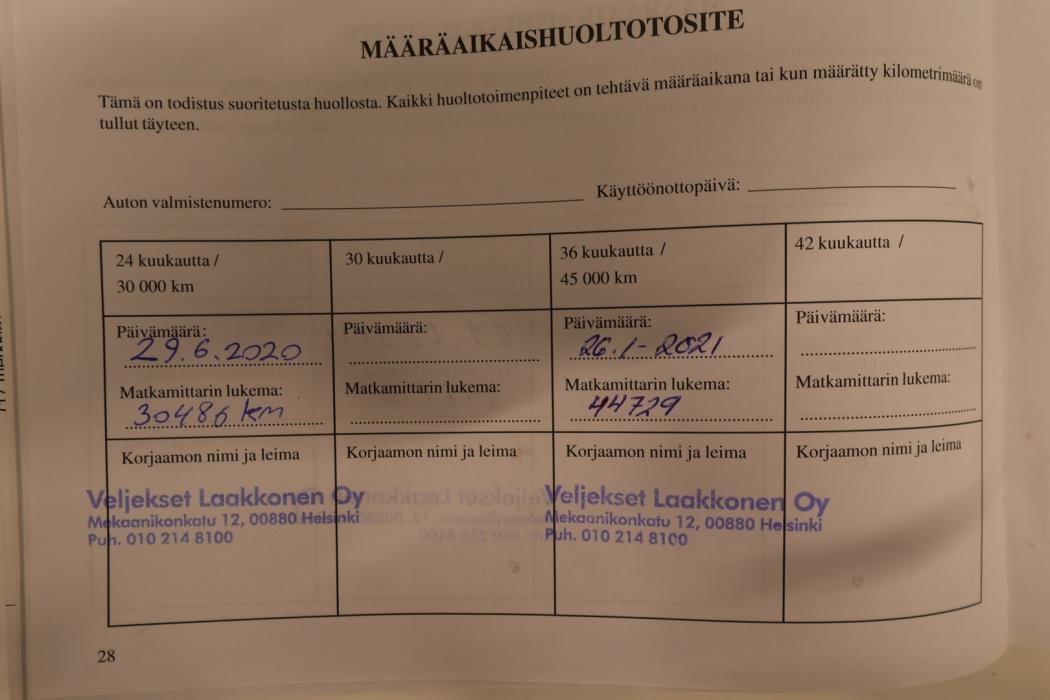 MÄÄRÄAIKAISHUOLTOTOSITE
Tämä on todistus suoritetusta huollosta. Kaikki huoltotoimenpiteet on tehtävä määräaikana tai kun määrätty kilometrimäärä on
tullut täyteen.
Auton valmistenumero:
Käyttöönottopäivä:
24 kuukautta /
30 000 km
Päivämäärä:
29.6.2020
Matkamittarin lukema:
30486 km
Korjaamon nimi ja leima
Veljekset Laakkonen Oy
Mekaanikonkatu 12, 00880 Helsinki
Puh. 010 214 8100
30 kuukautta /
Päivämäärä:
Matkamittarin lukema:
Korjaamon nimi ja leima
36 kuukautta /
45 000 km
Päivämäärä:
26.1-2021
Matkamittarin lukema:
44729
Korjaamon nimi ja leima
Veljekset Laakkonen Oy
Mekaanikonkatu 12, 00880 Helsinki
Puh. 010 214 8100
42 kuukautta /
Päivämäärä:
Matkamittarin lukema:
Korjaamon nimi ja leima
28